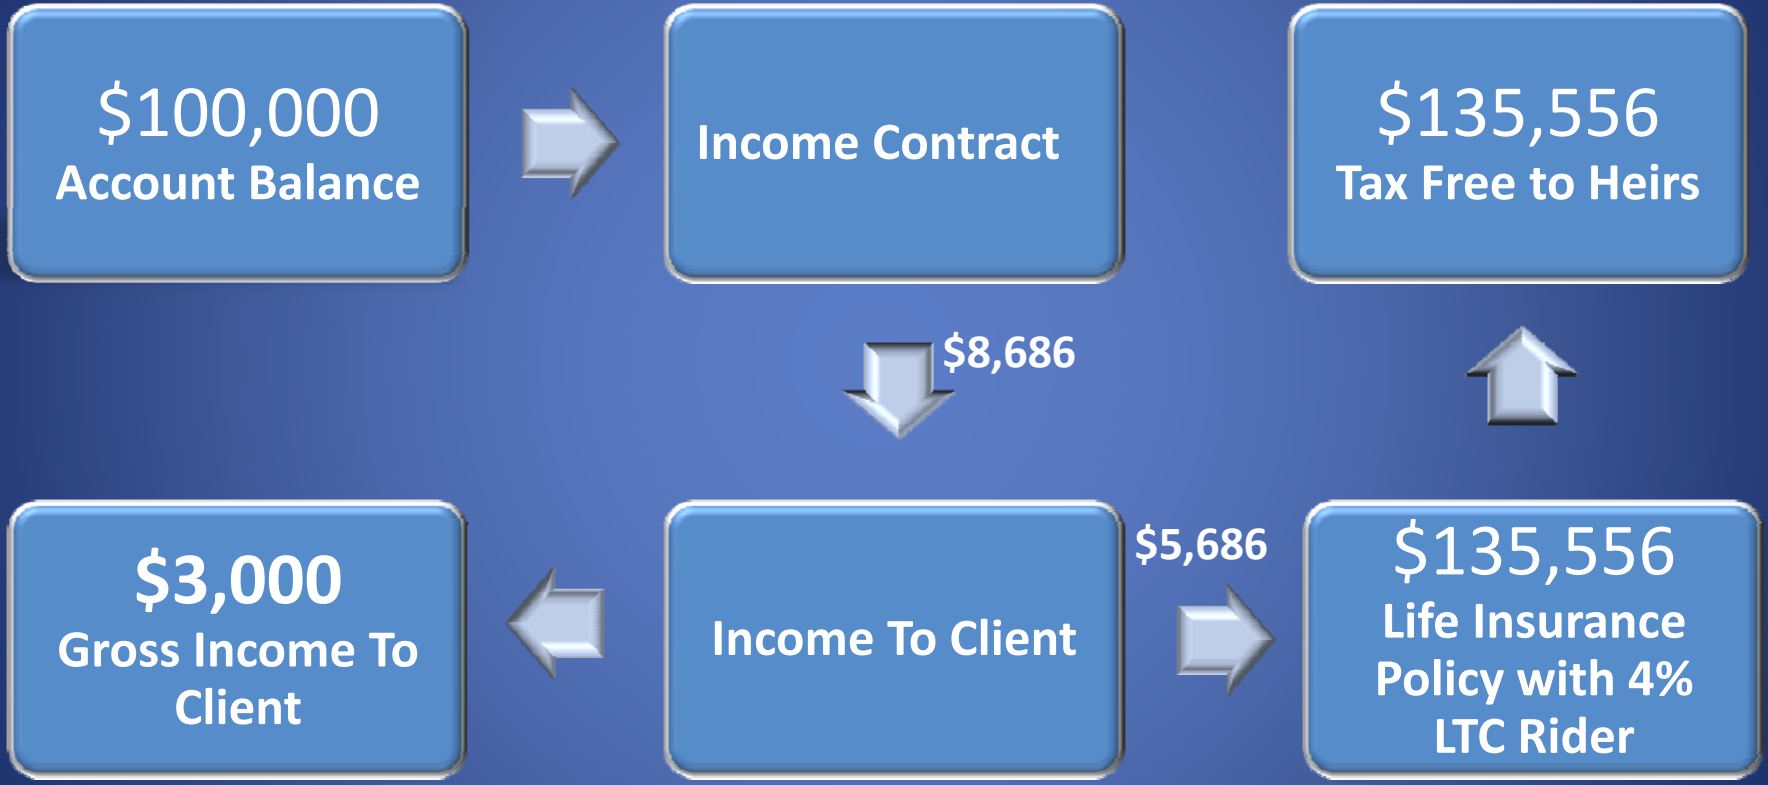 $100,000
Account Balance
Income Contract
$135,556
Tax Free to Heirs
$8,686
$3,000
Gross Income To
Client
Income To Client
$5,686
$135,556
Life Insurance
Policy with 4%
LTC Rider